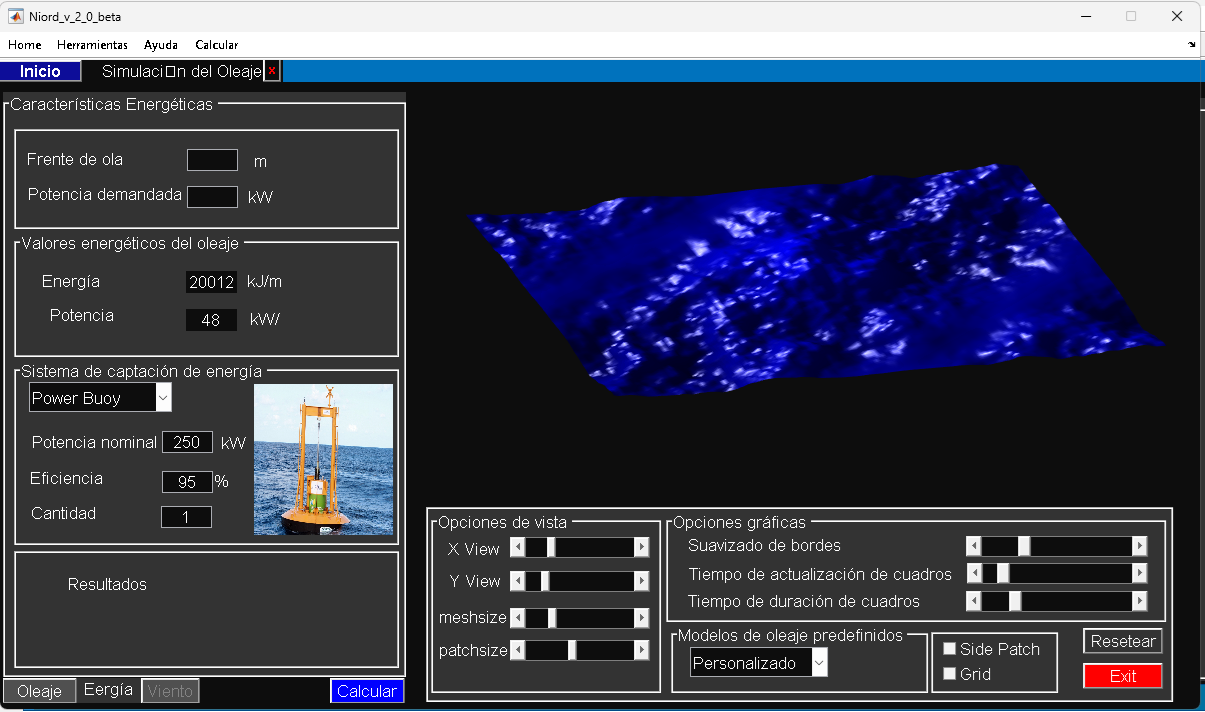 Niord_v_2_0_beta
Home Herramientas Ayuda Calcular
Inicio Simulaci□n del Oleaje x
Características Energéticas
Frente de ola m
Potencia demandada kW
Valores energéticos del oleaje
Energía 20012 kJ/m
Potencia 48 kW/
Sistema de captación de energía
Power Buoy
Potencia nominal 250 kW
Eficiencia 95 %
Cantidad 1
Resultados
Oleaje Eergía Viento Calcular
Opciones de vista
X View
Y View
meshsize
patchsize
Opciones gráficas
Suavizado de bordes
Tiempo de actualización de cuadros
Tiempo de duración de cuadros
Modelos de oleaje predefinidos
Personalizado
Side Patch
Grid
Resetear
Exit